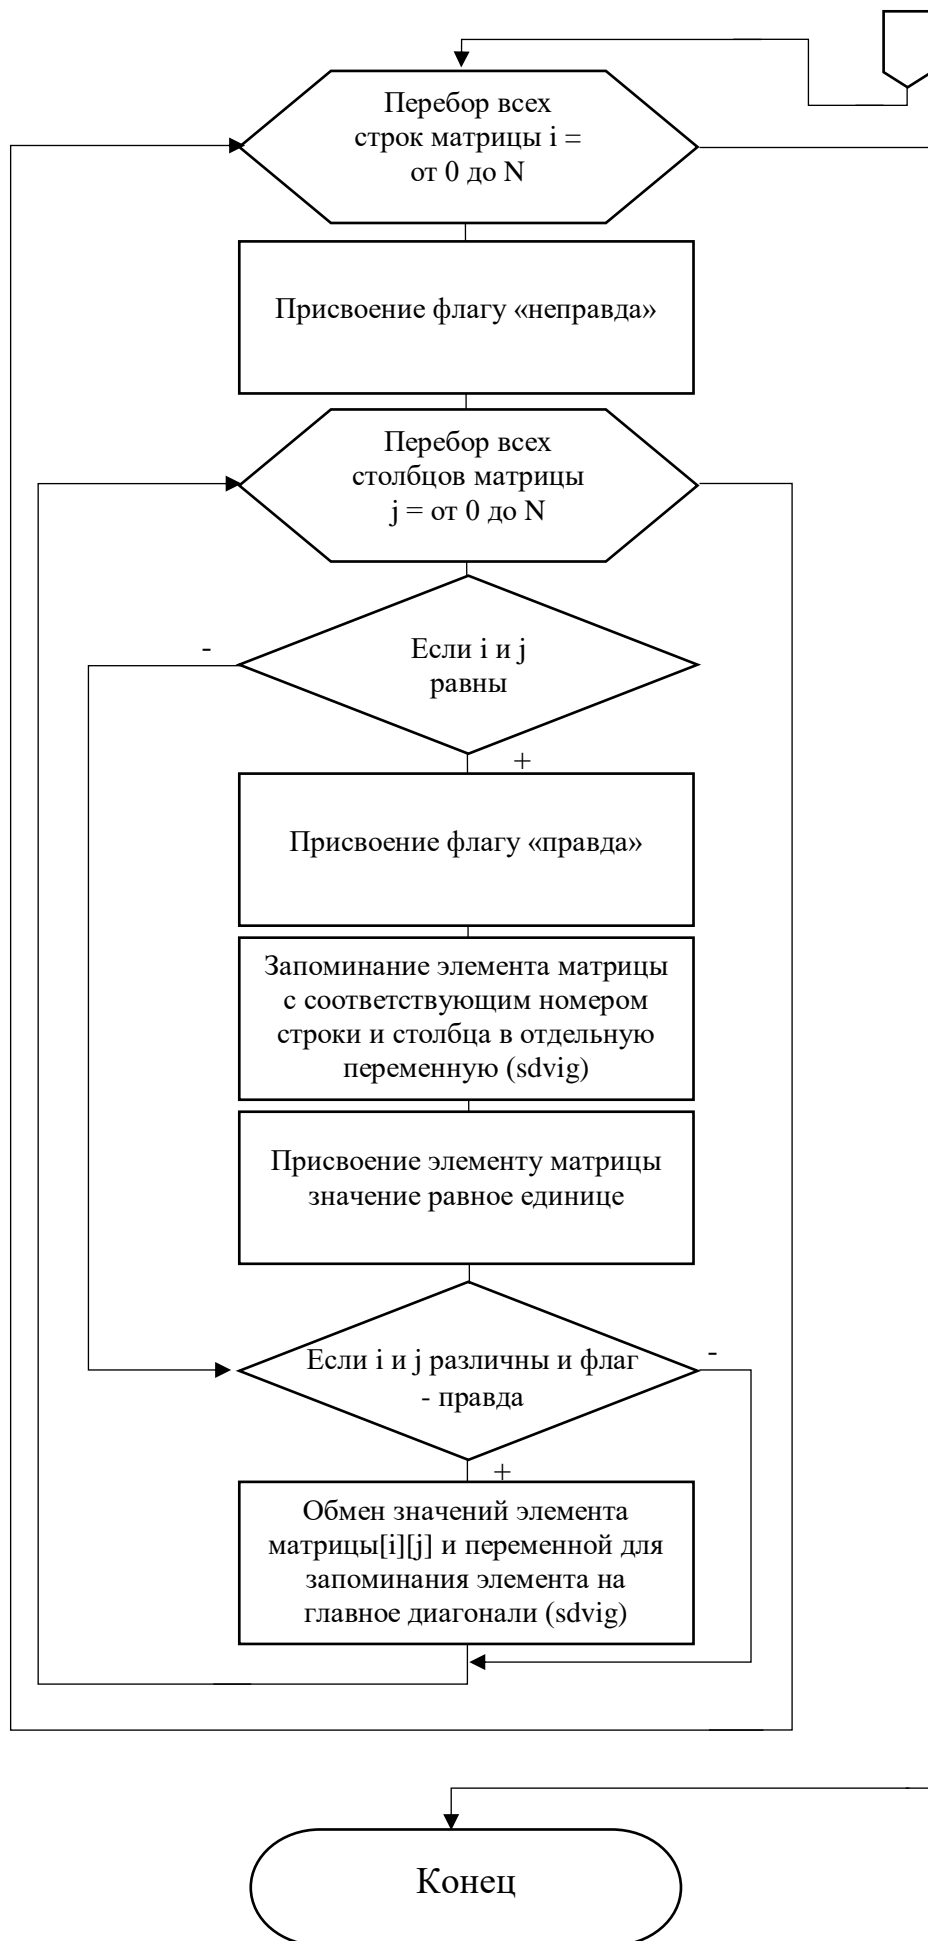 Перебор всех
строк матрицы i =
от 0 до N
Присвоение флагу «неправда»
Перебор всех
столбцов матрицы
j = от 0 до N
-
Если i и j
равны
+
Присвоение флагу «правда»
Запоминание элемента матрицы
с соответствующим номером
строки и столбца в отдельную
переменную (sdvig)
Присвоение элементу матрицы
значение равное единице
-
Если i и j различны и флаг
- правда
+
Обмен значений элемента
матрицы[i][j] и переменной для
запоминания элемента на
главное диагонали (sdvig)
Конец